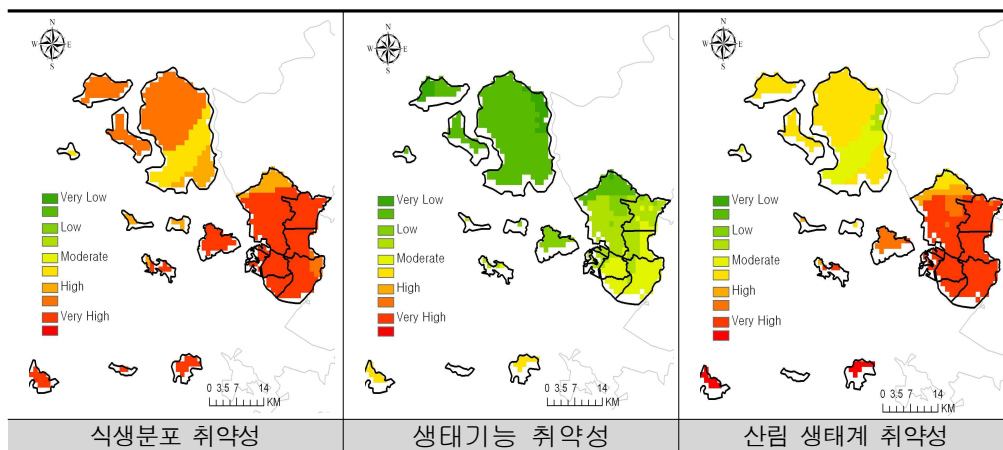 N
W E
S
Very Low
Low
Moderate
High
Very High
0 3.5 7 14
KM
식생분포 취약성
N
W E
S
Very Low
Low
Moderate
High
Very High
0 3.5 7 14
KM
생태기능 취약성
N
W E
S
Very Low
Low
Moderate
High
Very High
0 3.5 7 14
KM
산림 생태계 취약성